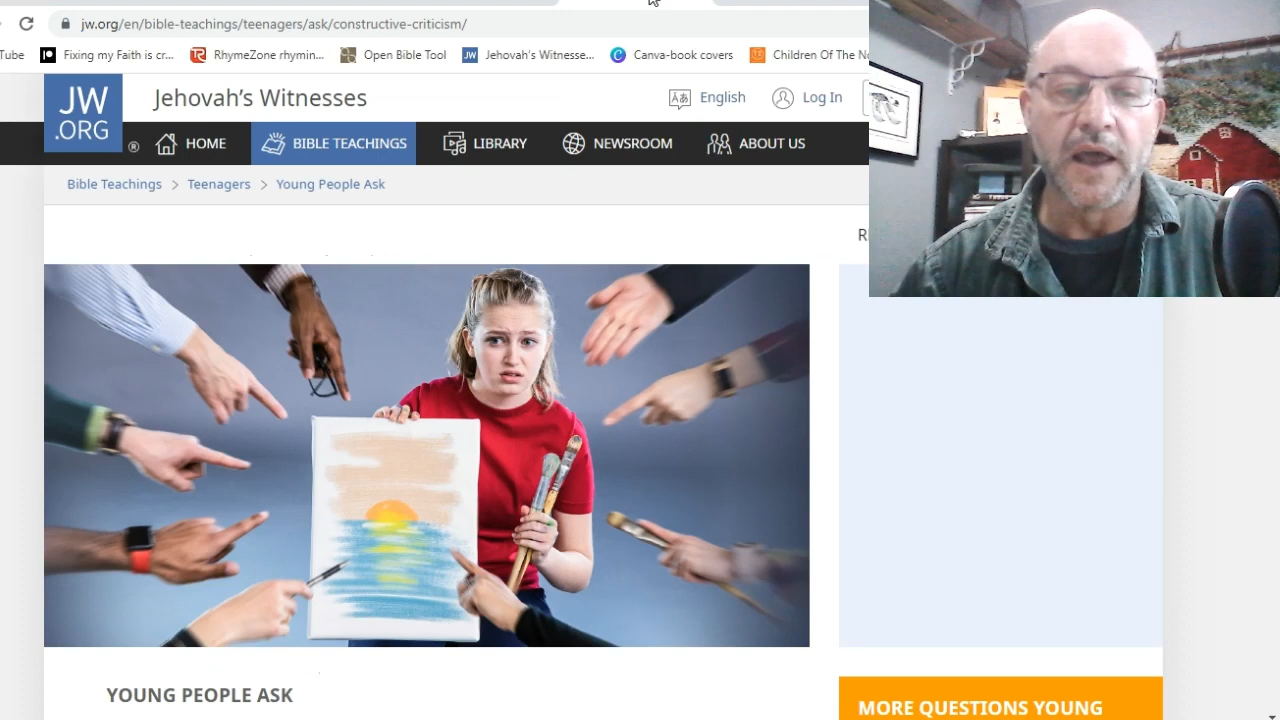 jw.org/en/bible-teachings/teenagers/ask/constructive-criticism/
Tube Fixing my Faith is cr... RhymeZone rhymin... Open Bible Tool Jehovah's Witnesse... Canva-book covers Children Of The N
JW
.ORG
®
Jehovah's Witnesses
English
Log In
HOME BIBLE TEACHINGS LIBRARY NEWSROOM ABOUT US
Bible Teachings > Teenagers > Young People Ask
YOUNG PEOPLE ASK
MORE QUESTIONS YOUNG